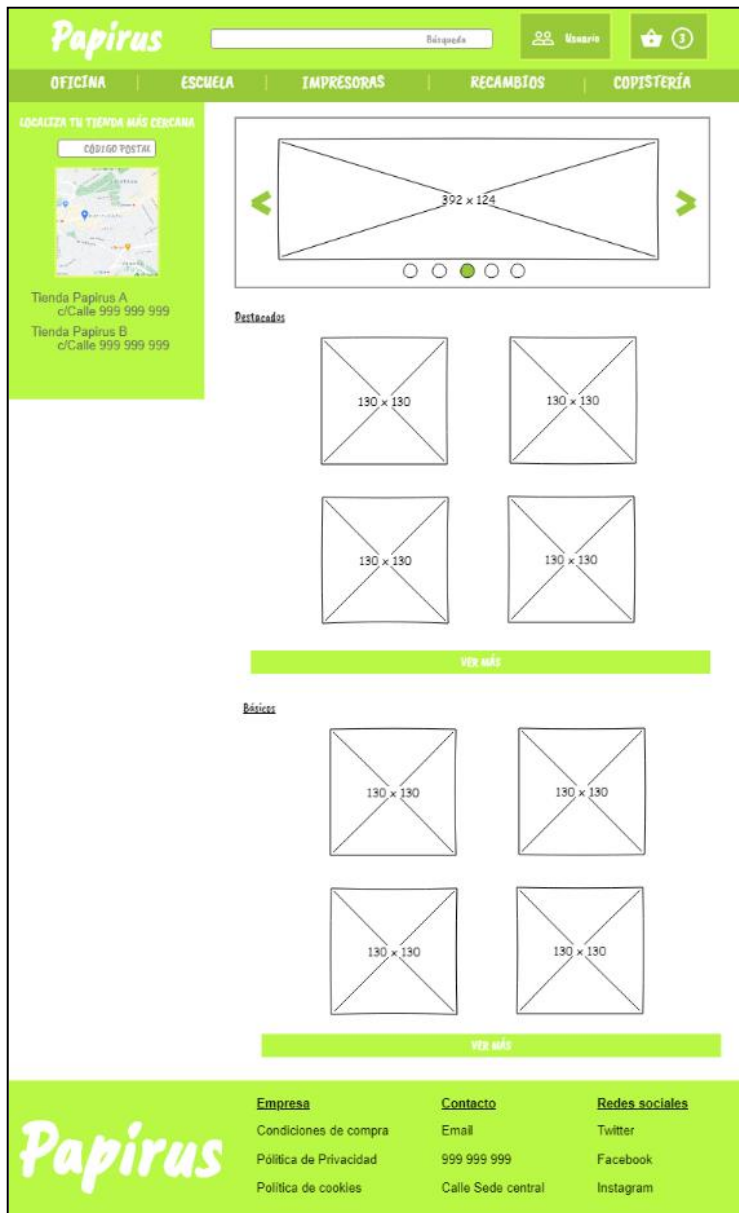 Papirus
Búsqueda
Usuario
3
OFICINA
ESCUELA
IMPRESORAS
RECAMBIOS
COPISTERÍA
LOCALIZA TU TIENDA MÁS CERCANA
CÓDIGO POSTAL
Tienda Papirus A
c/Calle 999 999 999
Tienda Papirus B
c/Calle 999 999 999
<
392 x 124
>
Destacados
130 x 130
130 x 130
130 x 130
130 x 130
VER MÁS
Básicos
130 x 130
130 x 130
130 x 130
130 x 130
VER MÁS
Papirus
Empresa
Condiciones de compra
Pólitica de Privacidad
Política de cookies
Contacto
Email
999 999 999
Calle Sede central
Redes sociales
Twitter
Facebook
Instagram